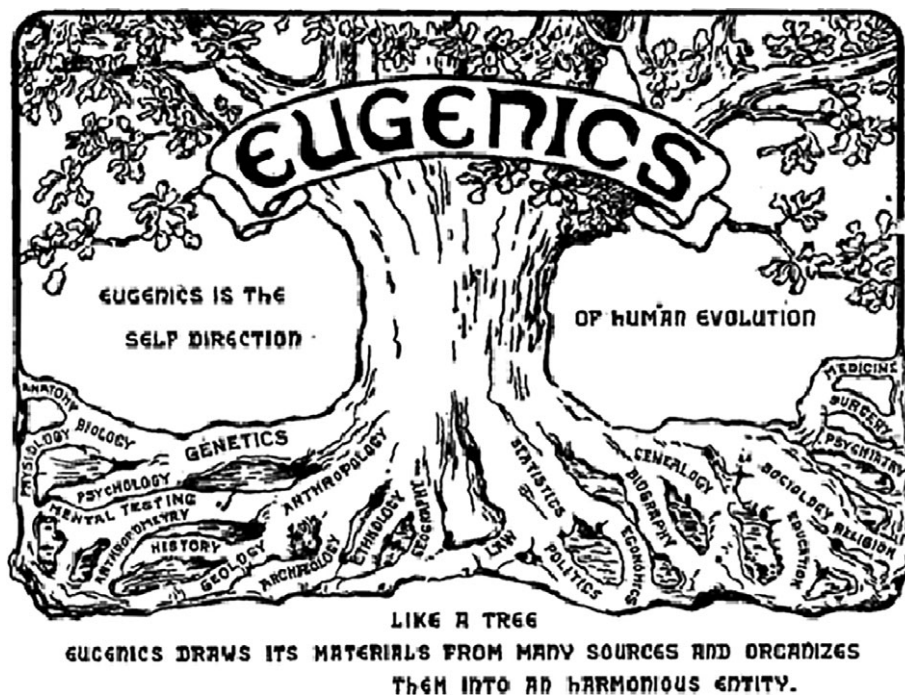 EUGENICS
EUGENICS IS THE
SELF DIRECTION
OF HUMAN EVOLUTION
ANATOMY
PHYSIOLOGY
BIOLOGY
GENETICS
PSYCHOLOGY
MENTAL TESTING
ANTHROPOMETRY
HISTORY
GEOLOGY
ANTHROPOLOGY
ARCHÆOLOGY
ETHNOLOGY
GEOGRAPHY
LAW
STATISTICS
POLITICS
ECONOMICS
BIOGRAPHY
GENEALOGY
EDUCATION
SOCIOLOGY
RELIGION
PSYCHIATRY
SURGERY
MEDICINE
LIKE A TREE
EUGENICS DRAWS ITS MATERIALS FROM MANY SOURCES AND ORGANIZES
THEM INTO AN HARMONIOUS ENTITY.